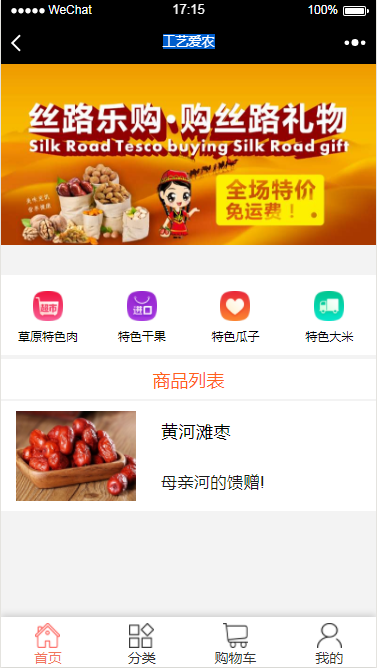 WeChat
17:15
100%
工艺爱农
丝路乐购·购丝路礼物
Silk Road Tesco buying Silk Road gift
全场特价
免运费！
超市
进口
草原特色肉
特色干果
特色瓜子
特色大米
商品列表
黄河滩枣
母亲河的馈赠!
首页
分类
购物车
我的